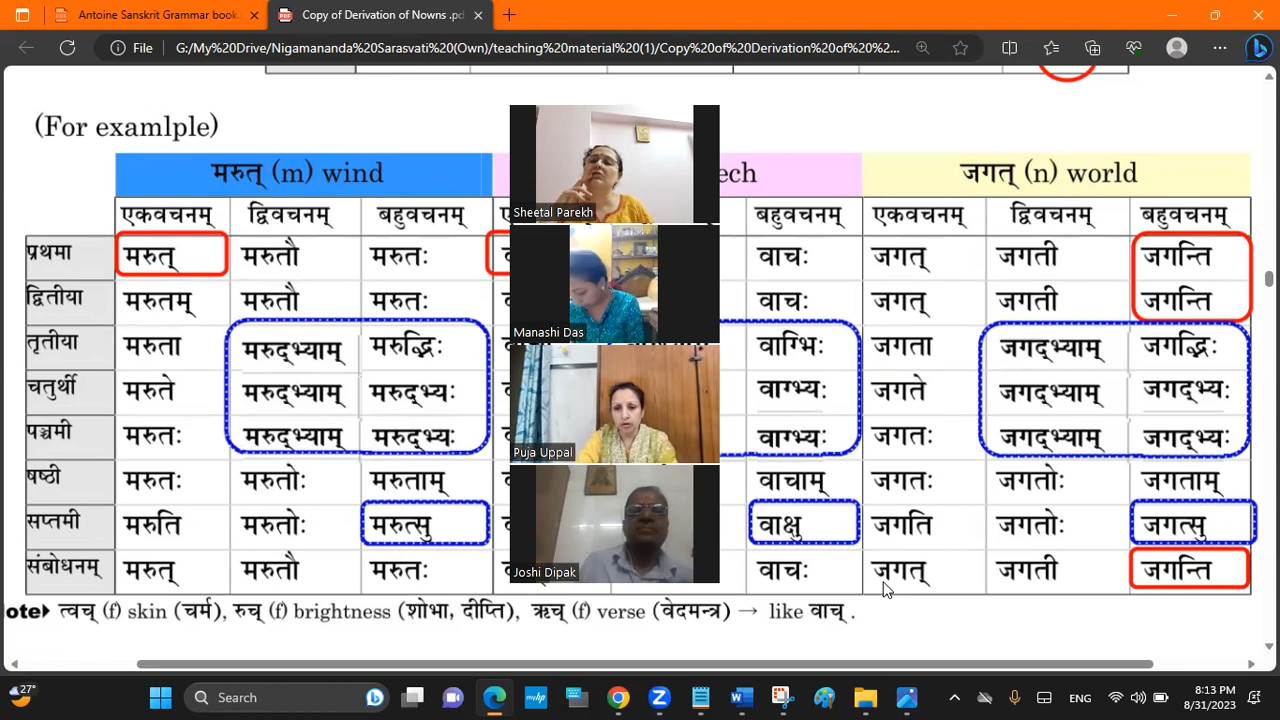 Antoine Sanskrit Grammar book.
Copy of Derivation of Nowns .pd
File G:/My%20Drive/Nigamananda%20Sarasvati%20(Own)/teaching%20material%20(1)/Copy%20of%20Derivation%20of%20%20...
(For examlple)
मरुत् (m) wind ech जगत् (n) world
एकवचनम् द्विवचनम् बहुवचनम् बहुवचनम् एकवचनम् द्विवचनम् बहुवचनम्
प्रथमा मरुत् मरुतौ मरुतः वाचः जगत् जगती जगन्ति
द्वितीया मरुतम् मरुतौ मरुतः वाचः जगत् जगती जगन्ति
तृतीया मरुता मरुद्भ्याम् मरुद्भिः वाग्भिः जगता जगद्भ्याम् जगद्भिः
चतुर्थी मरुते मरुद्भ्याम् मरुद्भ्यः वाग्भ्यः जगते जगद्भ्याम् जगद्भ्यः
पञ्चमी मरुतः मरुद्भ्याम् मरुद्भ्यः वाग्भ्यः जगतः जगद्भ्याम् जगद्भ्यः
षष्ठी मरुतः मरुतोः मरुताम् वाचाम् जगतः जगतोः जगताम्
सप्तमी मरुति मरुतोः मरुत्सु वाक्षु जगति जगतोः जगत्सु
संबोधनम् मरुत् मरुतौ मरुतः वाचः जगत् जगती जगन्ति
ote▸ त्वच् (f) skin (चर्म), रुच् (f) brightness (शोभा, दीप्ति), ऋच् (f) verse (वेदमन्त्र) → like वाच् .
Sheetal Parekh
Manashi Das
Puja Uppal
Joshi Dipak
27°
Search
ENG
8:13 PM
8/31/2023